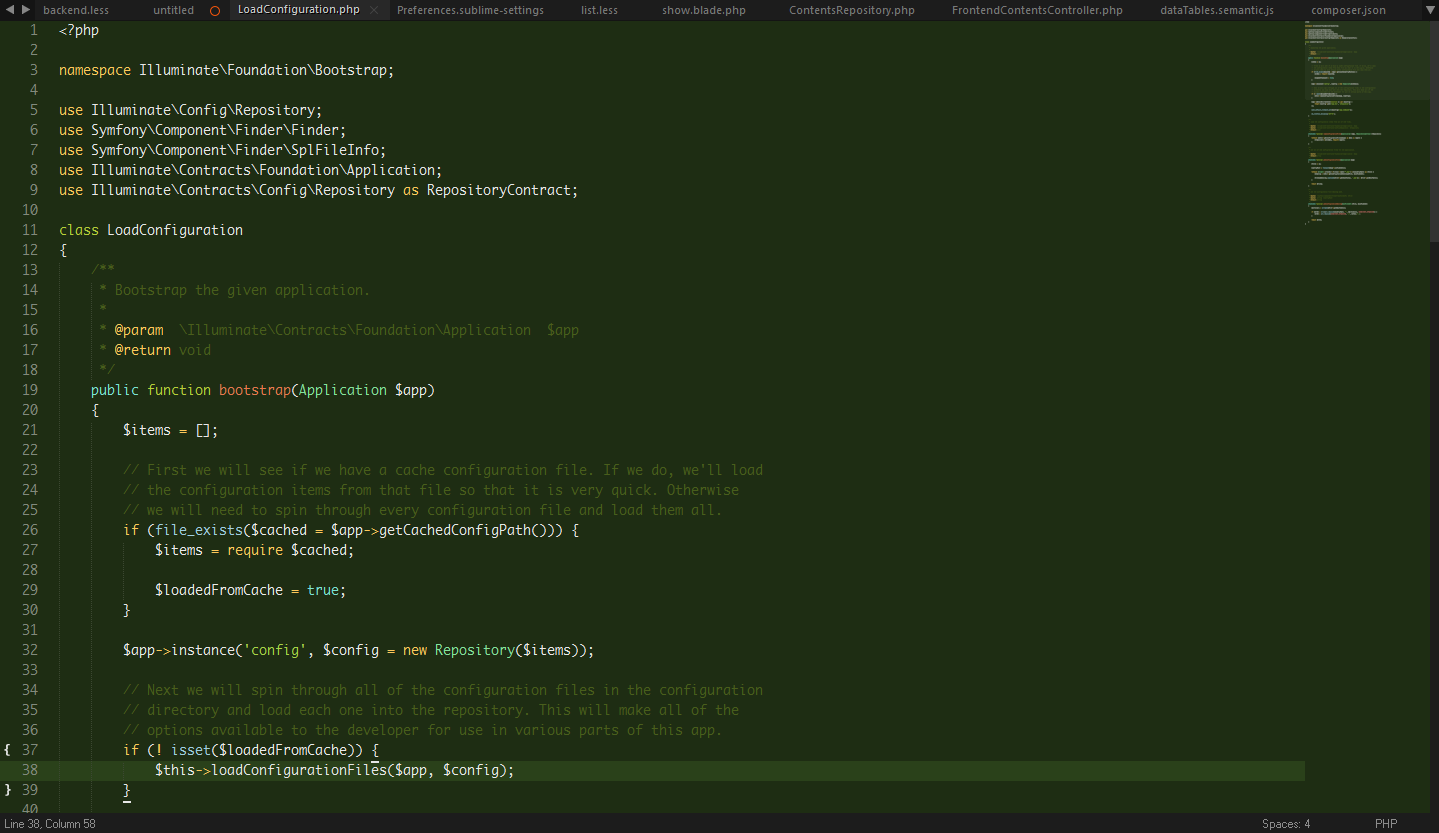 backend.less untitled LoadConfiguration.php Preferences.sublime-settings list.less show.blade.php ContentsRepository.php FrontendContentsController.php dataTables.semantic.js composer.json
1 <?php
2
3 namespace Illuminate\Foundation\Bootstrap;
4
5 use Illuminate\Config\Repository;
6 use Symfony\Component\Finder\Finder;
7 use Symfony\Component\Finder\SplFileInfo;
8 use Illuminate\Contracts\Foundation\Application;
9 use Illuminate\Contracts\Config\Repository as RepositoryContract;
10
11 class LoadConfiguration
12 {
13     /**
14      * Bootstrap the given application.
15      *
16      * @param  \Illuminate\Contracts\Foundation\Application  $app
17      * @return void
18      */
19     public function bootstrap(Application $app)
20     {
21         $items = [];
22
23         // First we will see if we have a cache configuration file. If we do, we'll load
24         // the configuration items from that file so that it is very quick. Otherwise
25         // we will need to spin through every configuration file and load them all.
26         if (file_exists($cached = $app->getCachedConfigPath())) {
27             $items = require $cached;
28
29             $loadedFromCache = true;
30         }
31
32         $app->instance('config', $config = new Repository($items));
33
34         // Next we will spin through all of the configuration files in the configuration
35         // directory and load each one into the repository. This will make all of the
36         // options available to the developer for use in various parts of this app.
{ 37         if (! isset($loadedFromCache)) {
38             $this->loadConfigurationFiles($app, $config);
} 39         }
40
Line 38, Column 58 Spaces: 4 PHP